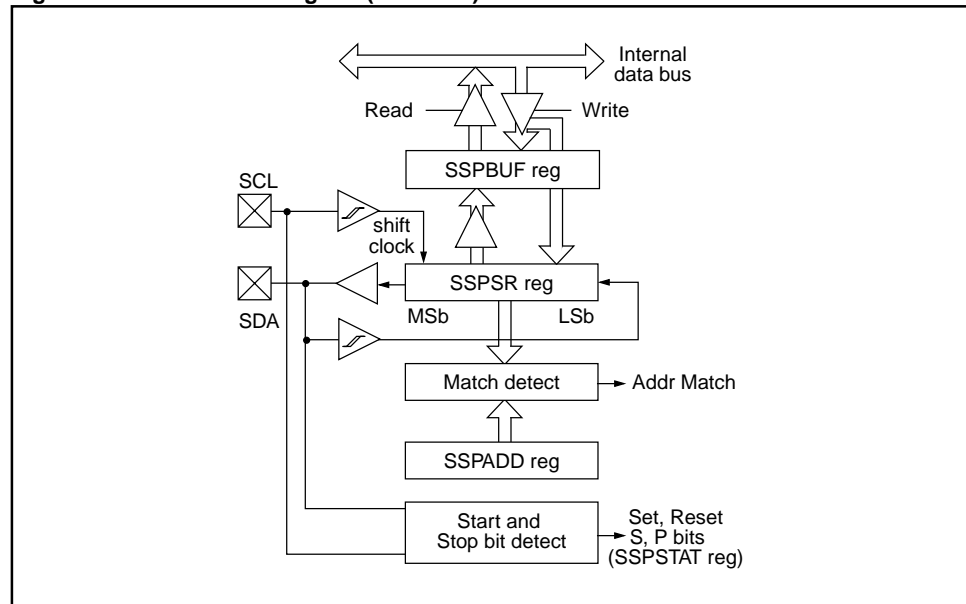 Internal
data bus
Read
Write
SSPBUF reg
SCL
shift
clock
SSPSR reg
MSb
LSb
SDA
Match detect
Addr Match
SSPADD reg
Start and
Stop bit detect
Set, Reset
S, P bits
(SSPSTAT reg)